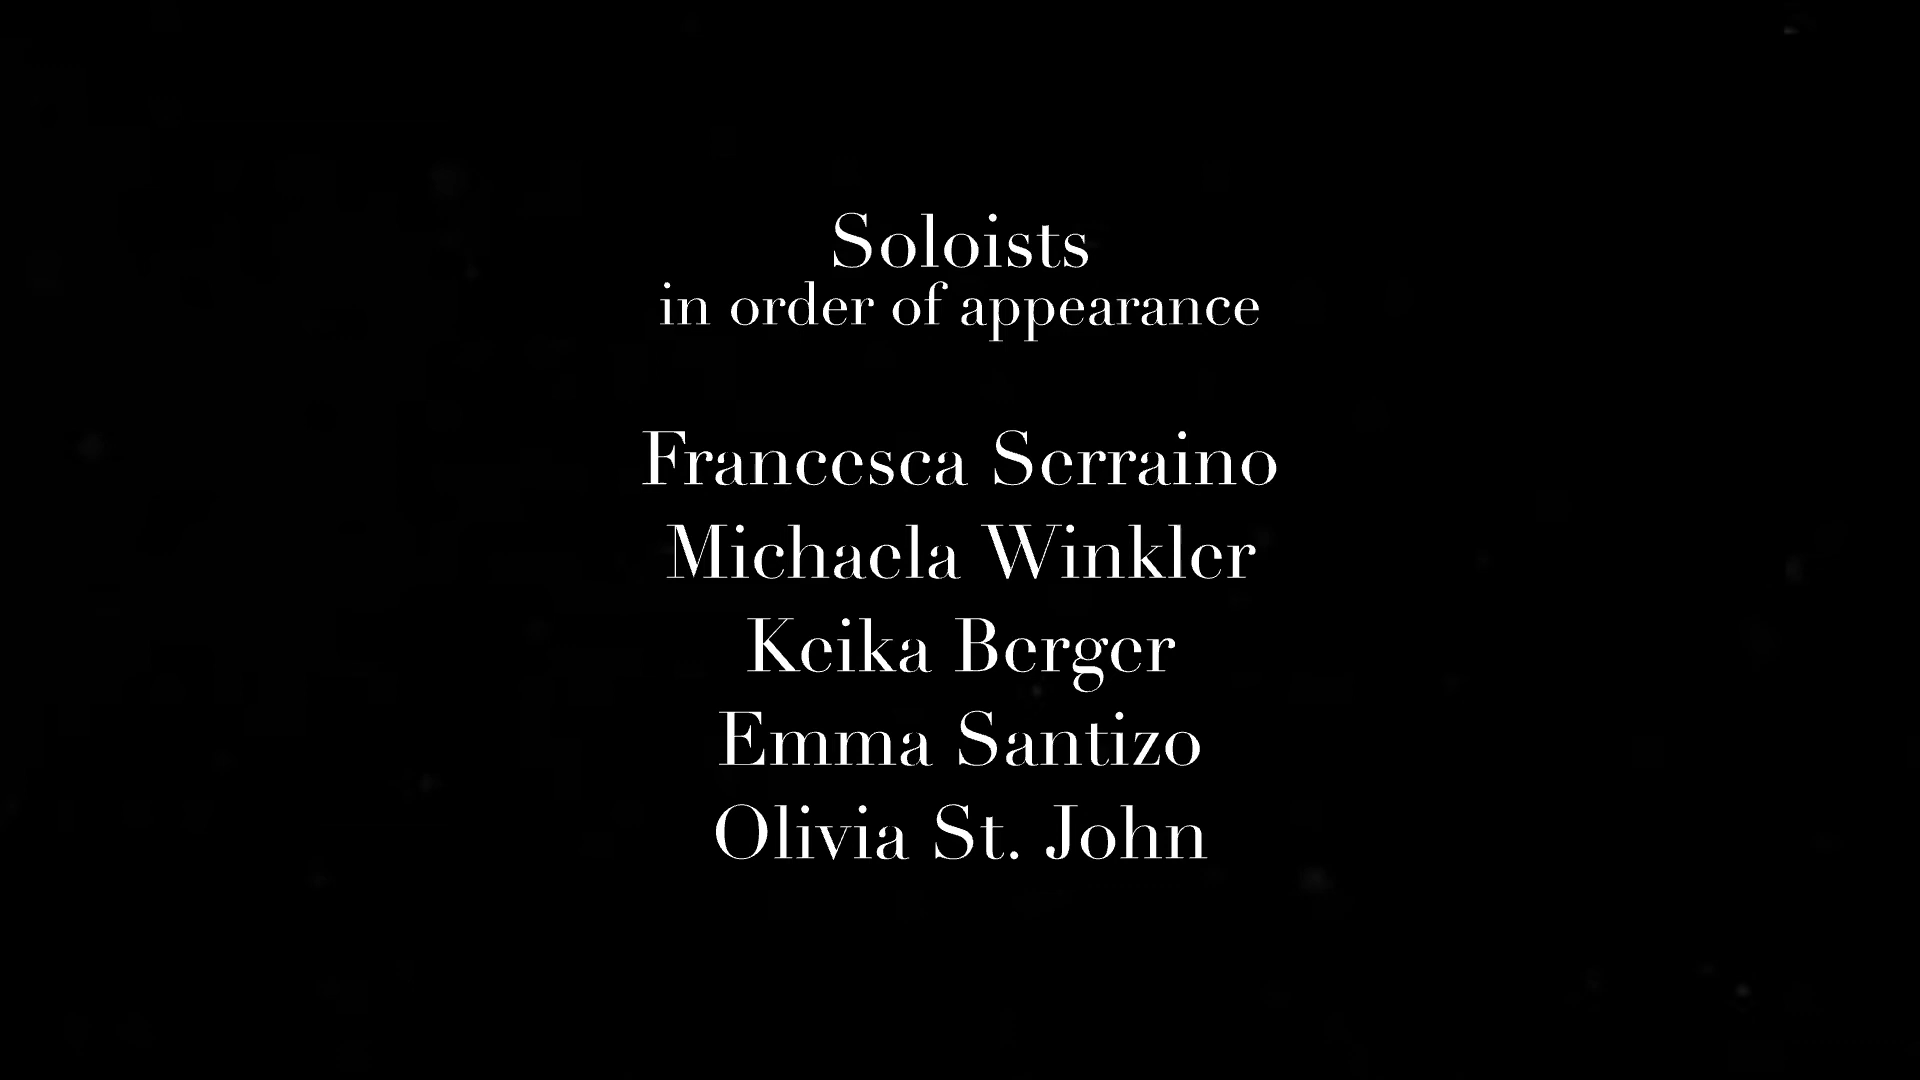 Soloists
in order of appearance
Francesca Serraino
Michaela Winkler
Keika Berger
Emma Santizo
Olivia St. John